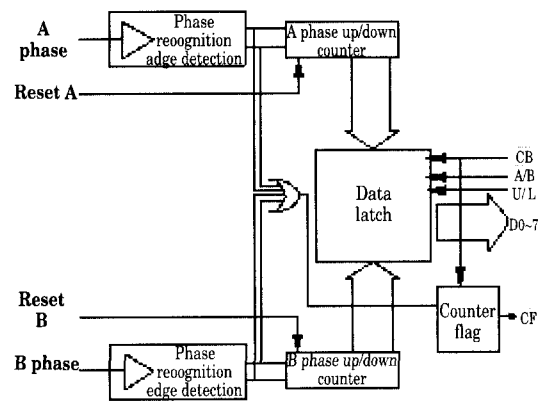 A
phase
Phase
reoognition
adge detection
A phase up/down
counter
Reset A
Data
latch
CB
A/B
U/L
D0~7
Reset
B
Counter
flag
CF
B phase
Phase
reoognition
edge detection
B phase up/down
counter